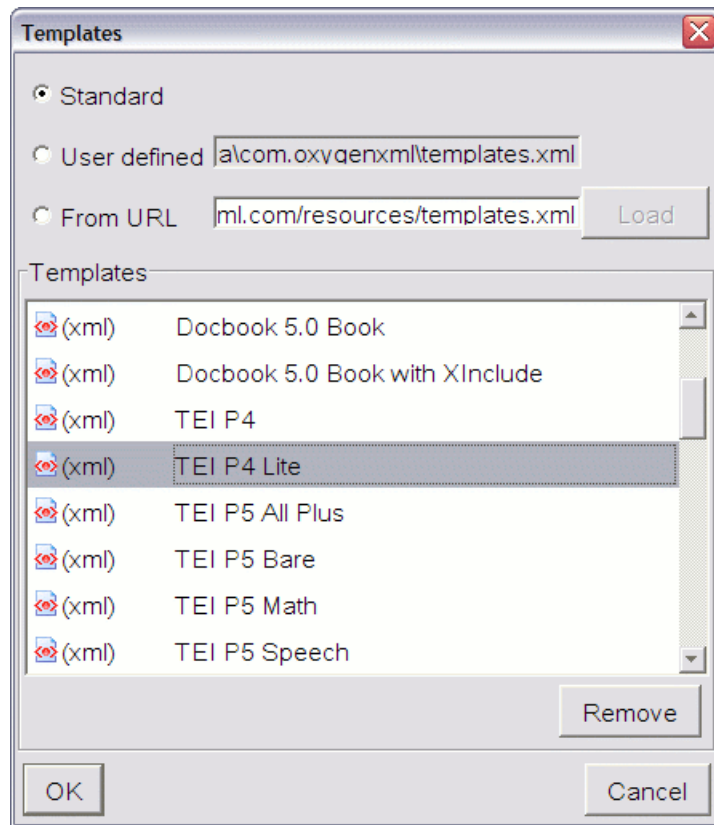 Templates
Standard
User defined a\com.oxygenxml\templates.xml
From URL ml.com/resources/templates.xml Load
Templates
(xml) Docbook 5.0 Book
(xml) Docbook 5.0 Book with XInclude
(xml) TEI P4
(xml) TEI P4 Lite
(xml) TEI P5 All Plus
(xml) TEI P5 Bare
(xml) TEI P5 Math
(xml) TEI P5 Speech
Remove
OK Cancel